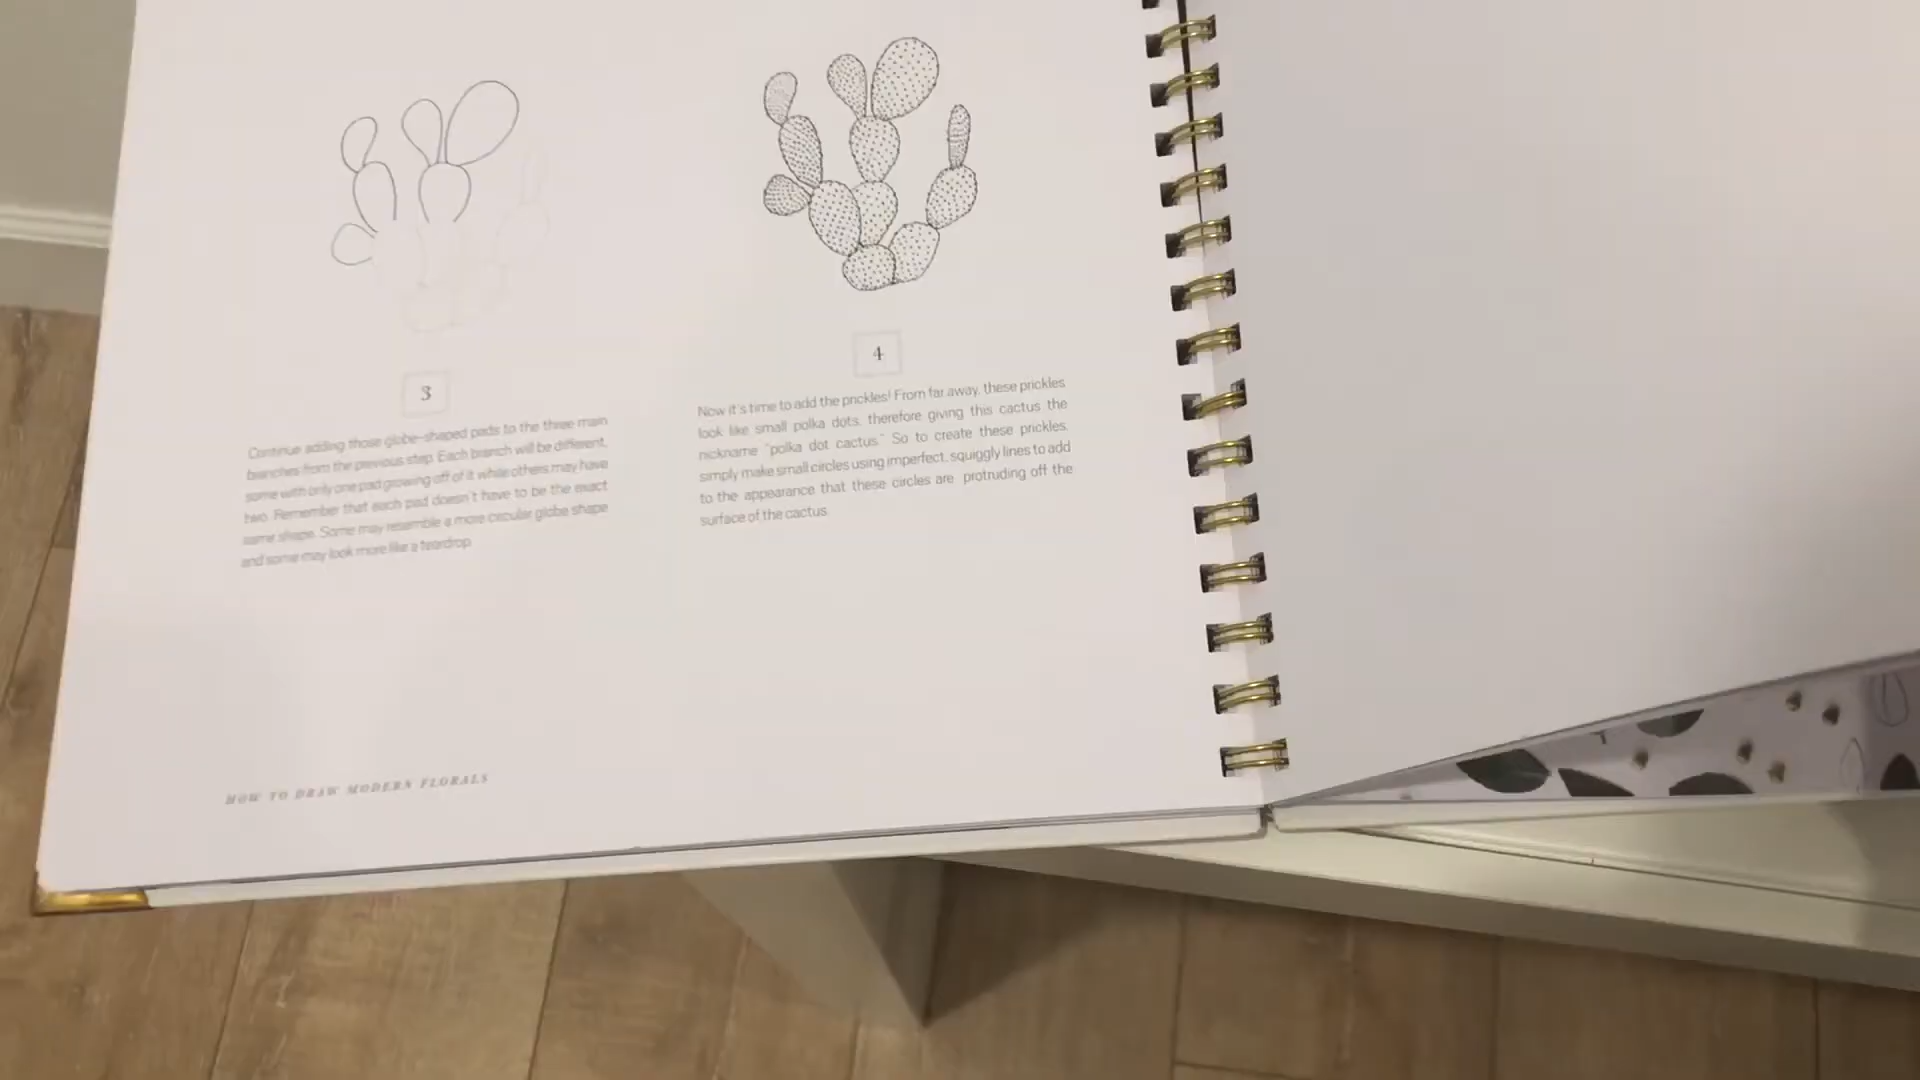 3
Continue adding those globe-shaped pads to the three main
branches from the previous step. Each branch will be different,
some with only one pad growing off of it while others may have
two. Remember that each pad doesn't have to be the exact
same shape. Some may resemble a more circular globe shape
and some may look more like a teardrop.
4
Now it's time to add the prickles! From far away, these prickles
look like small polka dots, therefore giving this cactus the
nickname "polka dot cactus." So to create these prickles,
simply make small circles using imperfect, squiggly lines to add
to the appearance that these circles are protruding off the
surface of the cactus.
HOW TO DRAW MODERN FLORALS